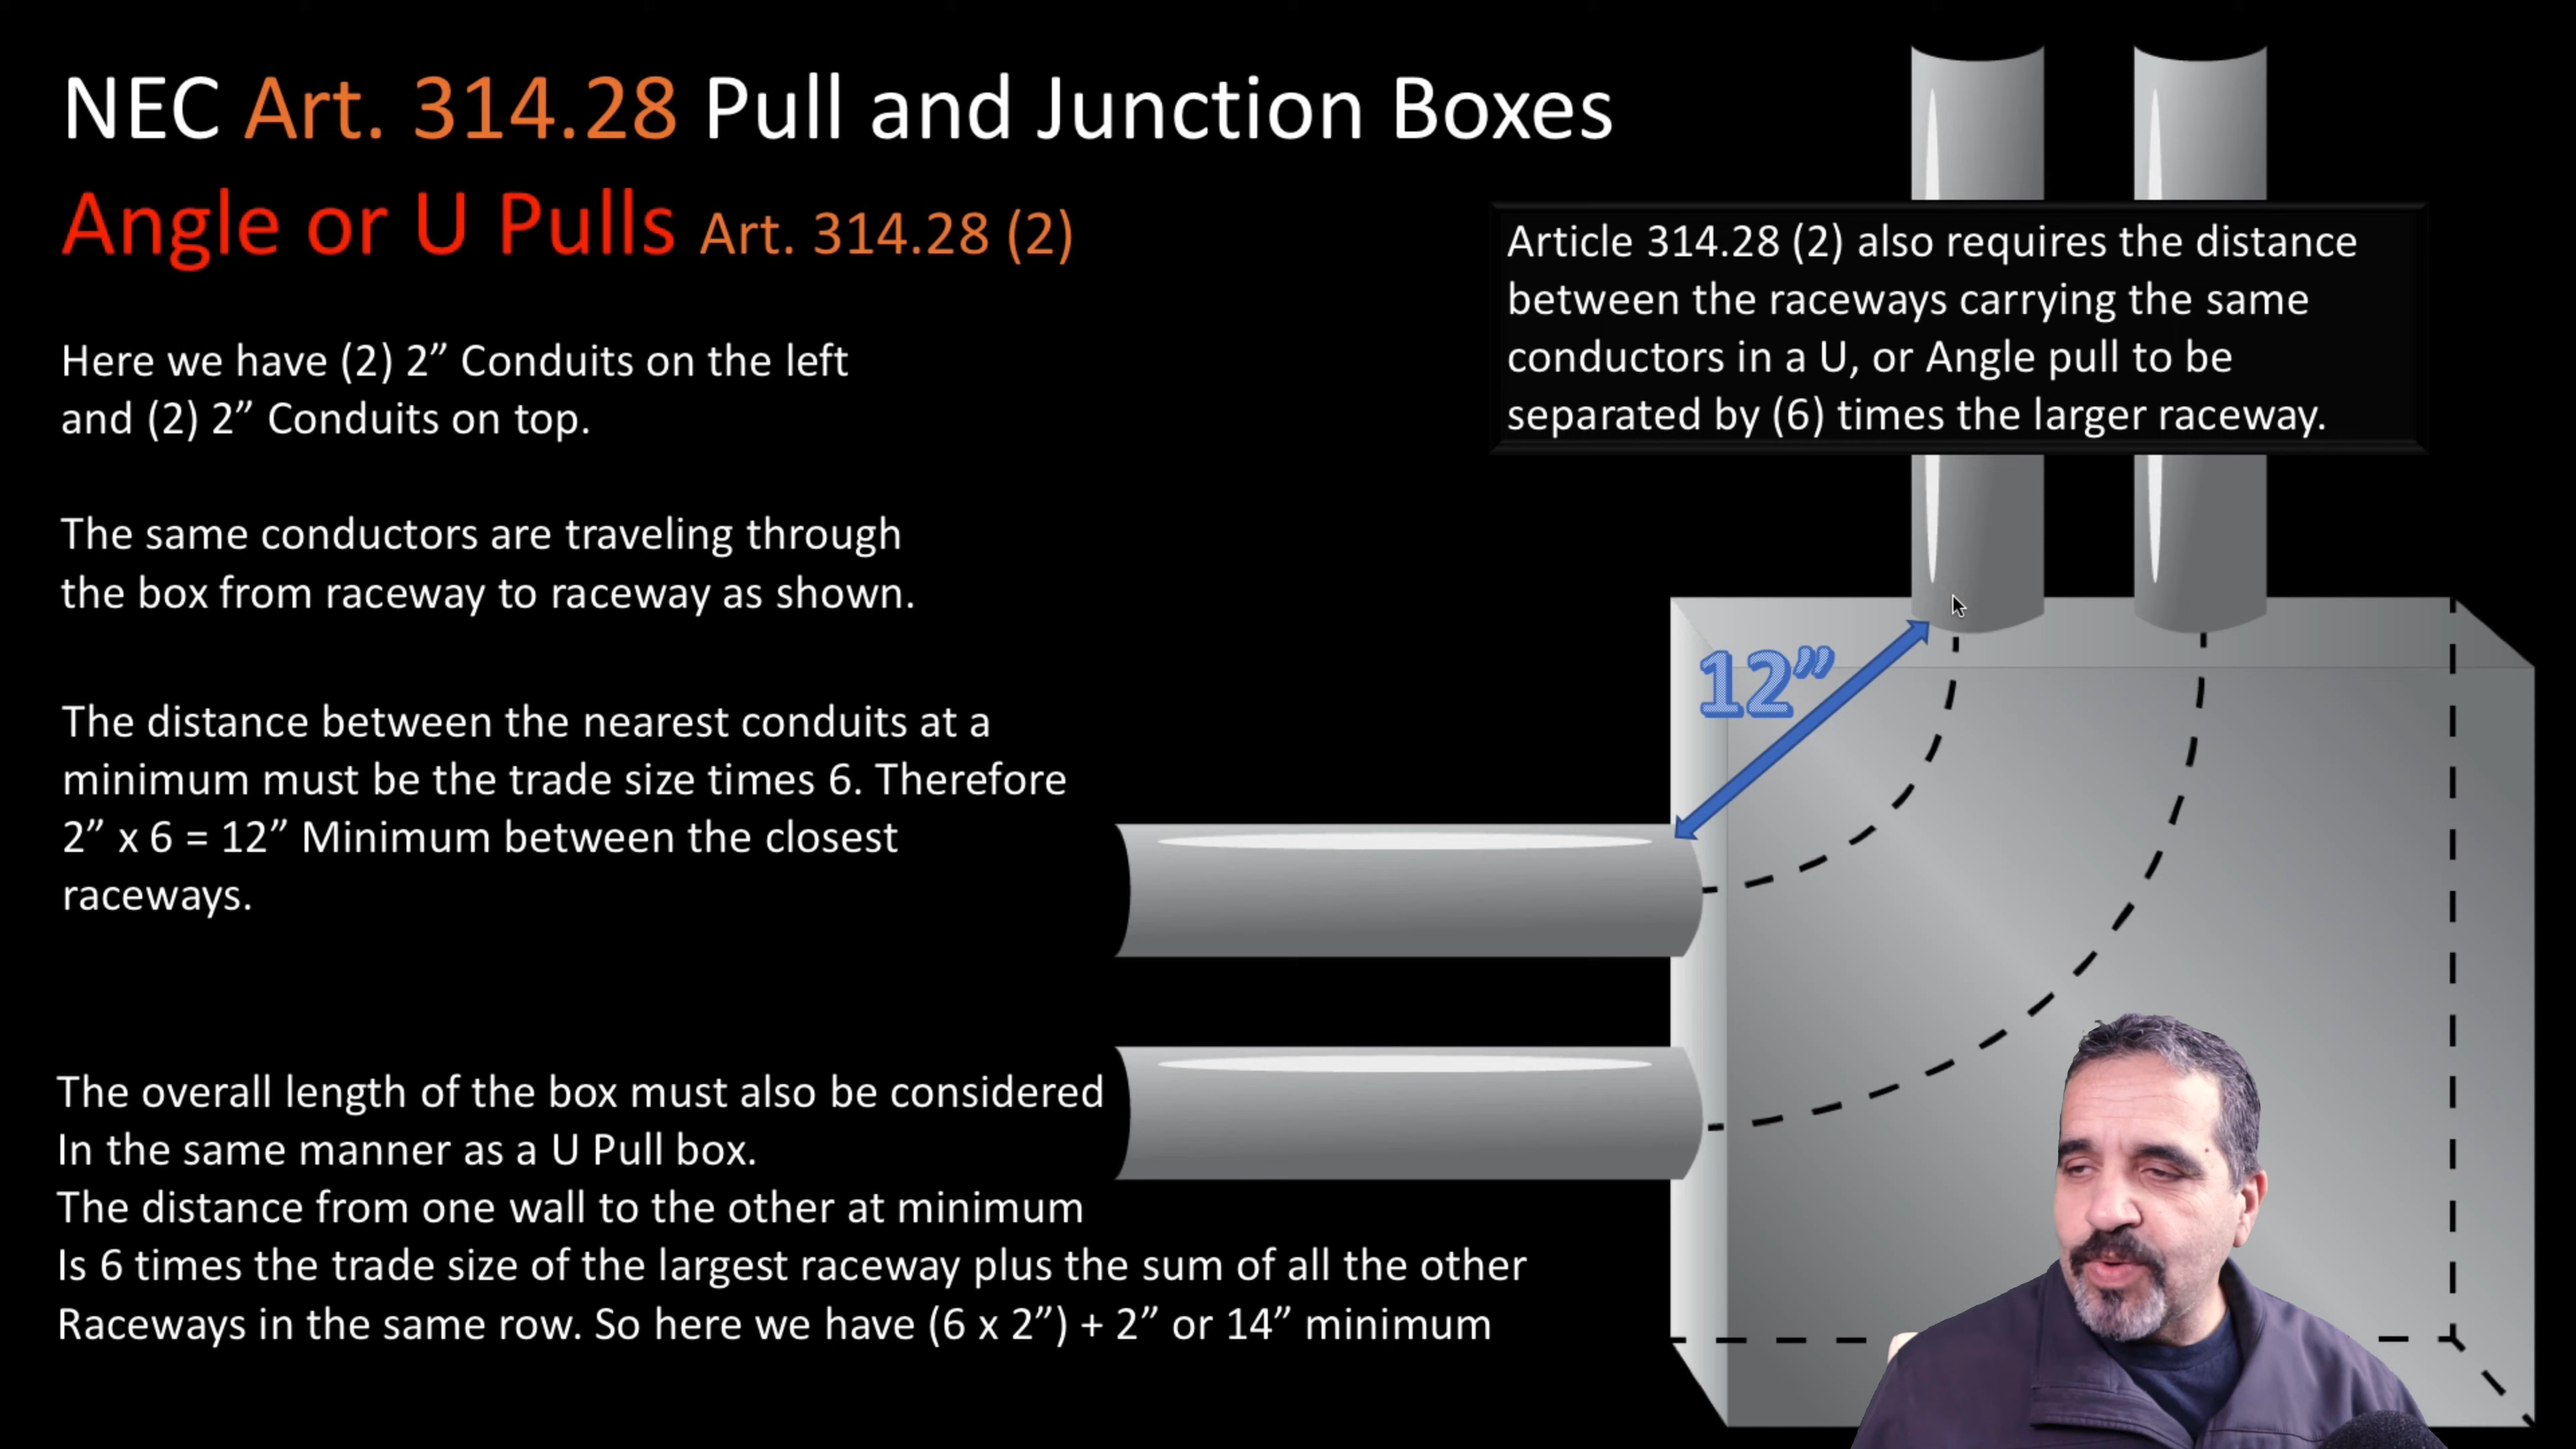 NEC Art. 314.28 Pull and Junction Boxes
Angle or U Pulls Art. 314.28 (2)
Article 314.28 (2) also requires the distance
between the raceways carrying the same
conductors in a U, or Angle pull to be
separated by (6) times the larger raceway.
Here we have (2) 2” Conduits on the left
and (2) 2” Conduits on top.
The same conductors are traveling through
the box from raceway to raceway as shown.
12”
The distance between the nearest conduits at a
minimum must be the trade size times 6. Therefore
2” x 6 = 12” Minimum between the closest
raceways.
The overall length of the box must also be considered
In the same manner as a U Pull box.
The distance from one wall to the other at minimum
Is 6 times the trade size of the largest raceway plus the sum of all the other
Raceways in the same row. So here we have (6 x 2”) + 2” or 14” minimum